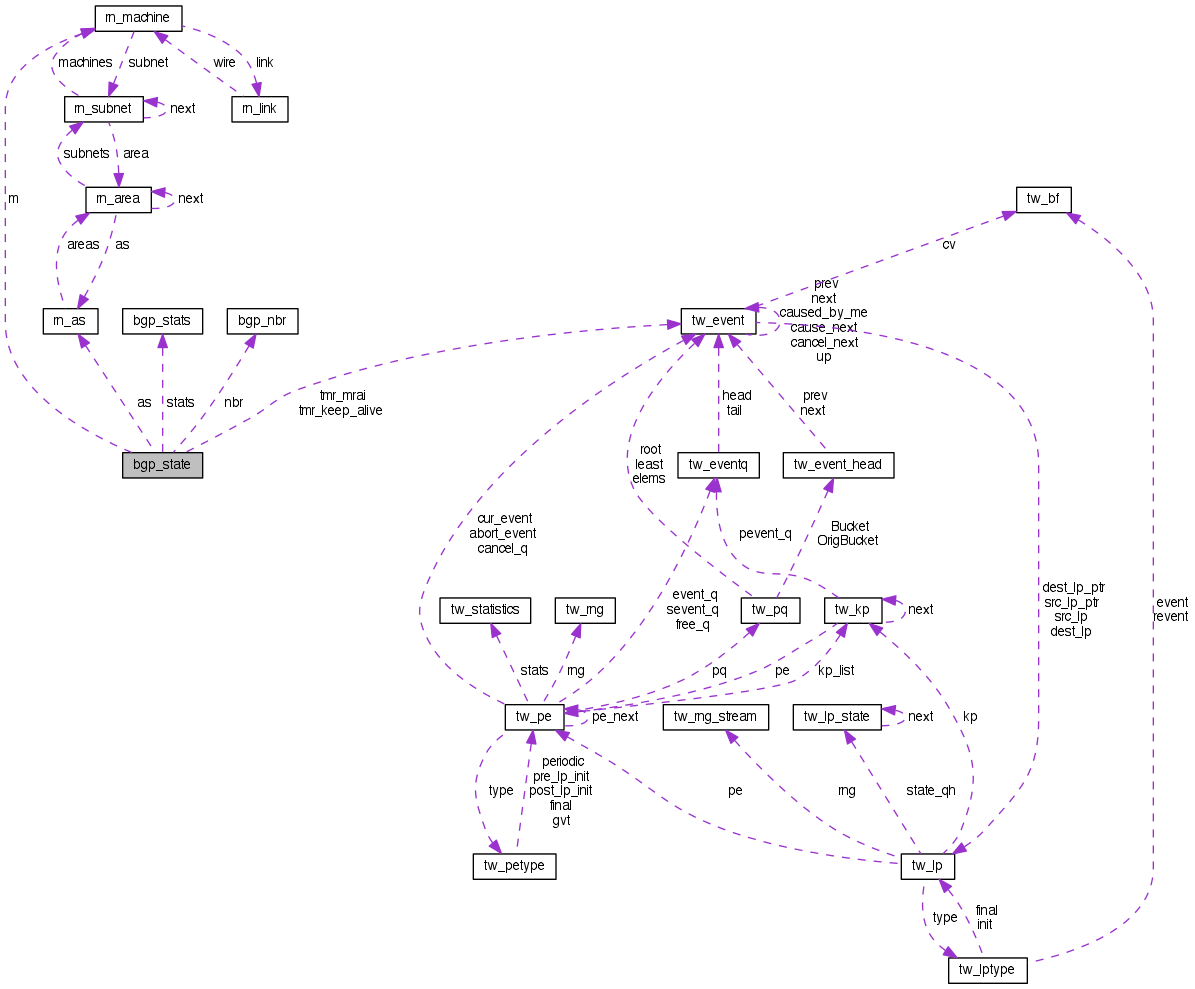 rn_machine
machines
subnet
wire
link
rn_subnet
next
rn_link
subnets
area
m
rn_area
next
tw_bf
areas
as
cv
rn_as
bgp_stats
bgp_nbr
tw_event
prev
next
caused_by_me
cause_next
cancel_next
up
as
stats
nbr
tmr_mrai
tmr_keep_alive
head
tail
prev
next
bgp_state
root
least
elems
tw_eventq
tw_event_head
cur_event
abort_event
cancel_q
pevent_q
Bucket
OrigBucket
event_q
sevent_q
free_q
dest_lp_ptr
src_lp_ptr
src_lp
dest_lp
event
revent
tw_statistics
tw_rng
tw_pq
tw_kp
next
stats
rng
pq
pe
kp_list
tw_pe
pe_next
tw_rng_stream
tw_lp_state
next
kp
type
periodic
pre_lp_init
post_lp_init
final
gvt
pe
rng
state_qh
tw_petype
tw_lp
type
final
init
tw_lptype